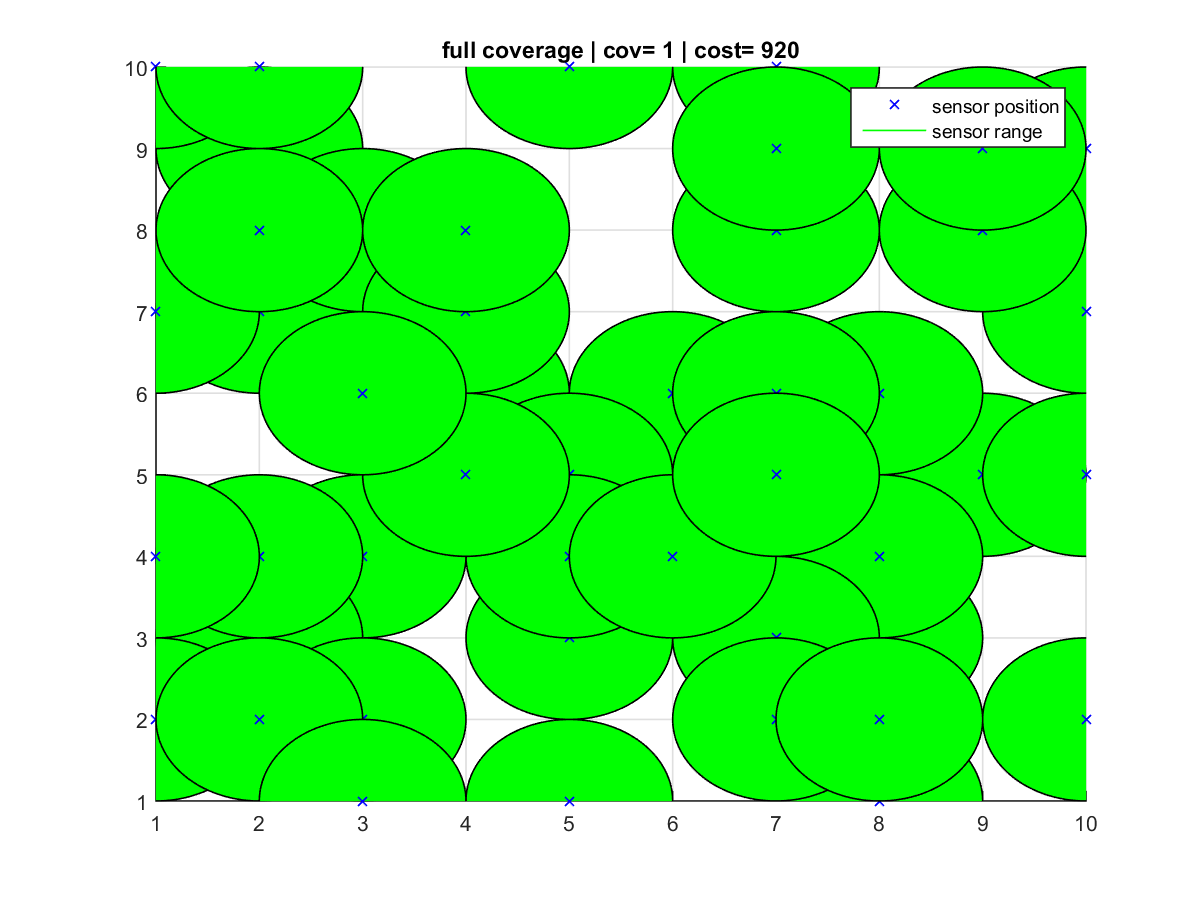 full coverage | cov= 1 | cost= 920
sensor position
sensor range
10
9
8
7
6
5
4
3
2
1
1 2 3 4 5 6 7 8 9 10